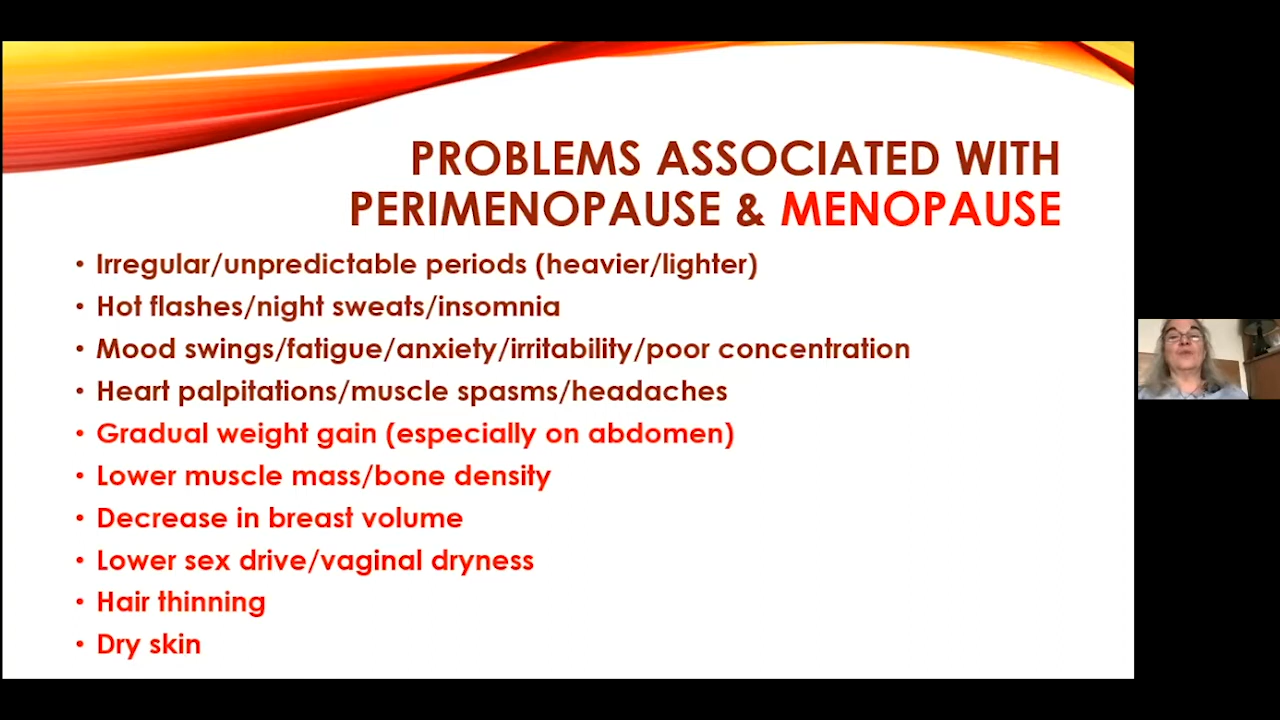 PROBLEMS ASSOCIATED WITH
PERIMENOPAUSE & MENOPAUSE
• Irregular/unpredictable periods (heavier/lighter)
• Hot flashes/night sweats/insomnia
• Mood swings/fatigue/anxiety/irritability/poor concentration
• Heart palpitations/muscle spasms/headaches
• Gradual weight gain (especially on abdomen)
• Lower muscle mass/bone density
• Decrease in breast volume
• Lower sex drive/vaginal dryness
• Hair thinning
• Dry skin